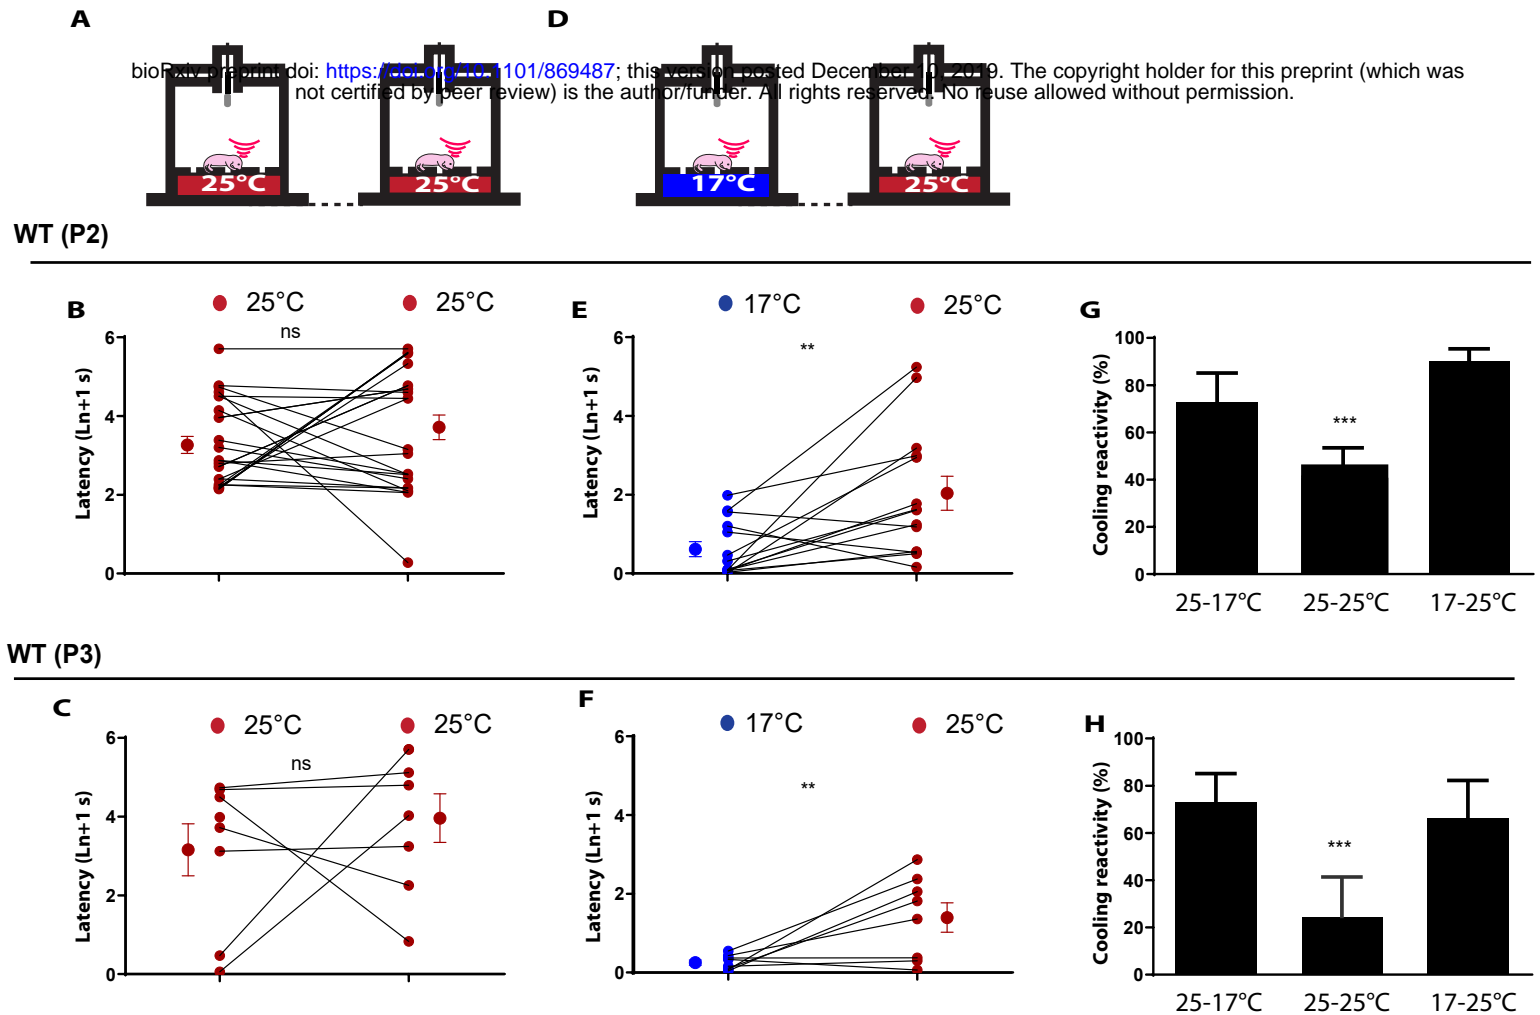 A D
bioRxiv preprint doi: https://doi.org/10.1101/869487; this version posted December 10, 2019. The copyright holder for this preprint (which was
not certified by peer review) is the author/funder. All rights reserved. No reuse allowed without permission.
25°C 25°C 17°C 25°C
WT (P2)
B 25°C 25°C E 17°C 25°C G
ns ** ***
Latency (Ln+1 s) 6 4 2 0
Latency (Ln+1 s) 6 4 2 0
Cooling reactivity (%) 100 80 60 40 20 0
25-17°C 25-25°C 17-25°C
WT (P3)
C 25°C 25°C F 17°C 25°C H
ns ** ***
Latency (Ln+1 s) 6 4 2 0
Latency (Ln+1 s) 6 4 2 0
Cooling reactivity (%) 100 80 60 40 20 0
25-17°C 25-25°C 17-25°C